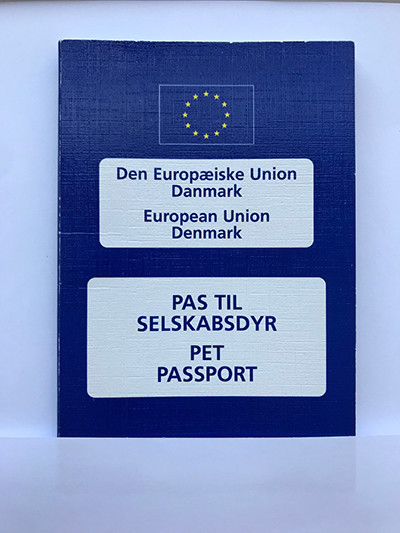 Den Europæiske Union
Danmark
European Union
Denmark
PAS TIL
SELSKABSDYR
PET
PASSPORT